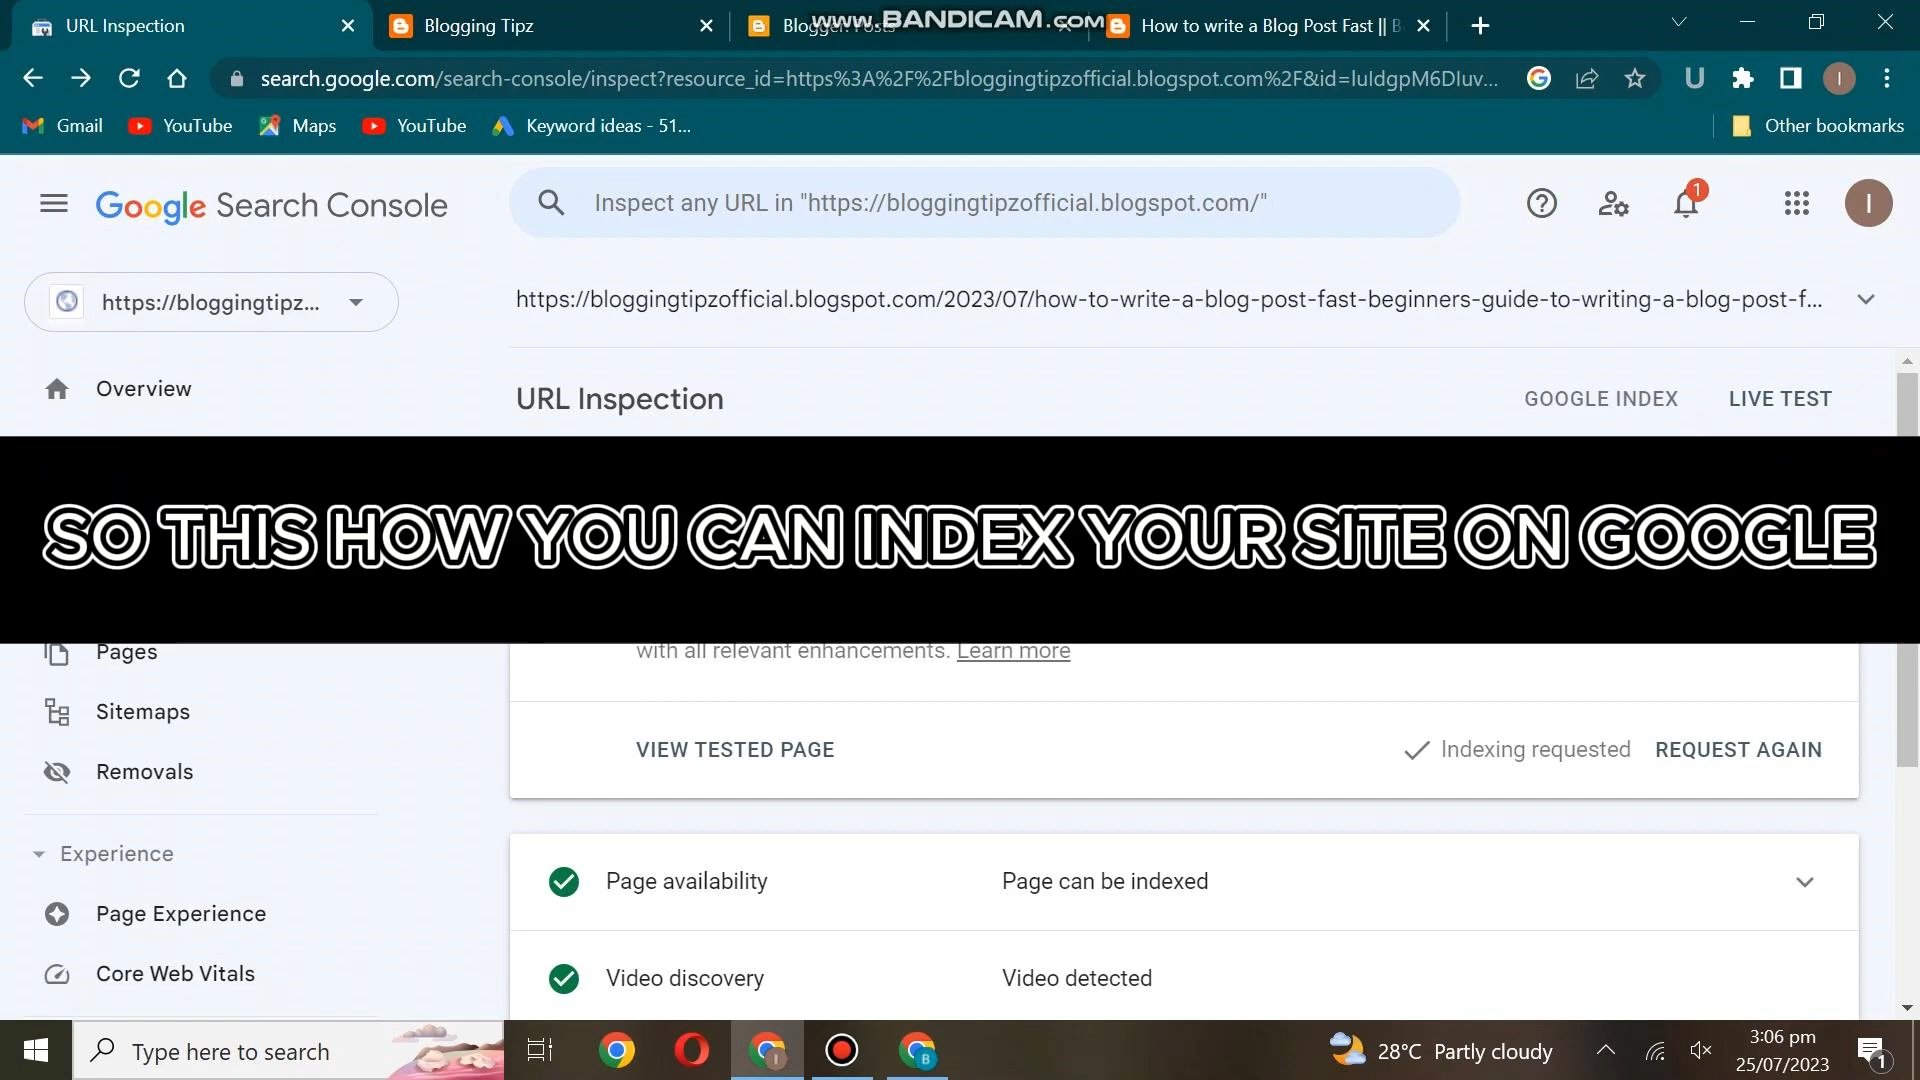 URL Inspection
Blogging Tipz
Blogger: Posts
www.BANDICAM.com
How to write a Blog Post Fast || B
search.google.com/search-console/inspect?resource_id=https%3A%2F%2Fbloggingtipzofficial.blogspot.com%2F&id=luIdgpM6DIuv...
I
Gmail
YouTube
Maps
YouTube
Keyword ideas - 51...
Other bookmarks
Google Search Console
Inspect any URL in "https://bloggingtipzofficial.blogspot.com/"
1
I
https://bloggingtipz...
https://bloggingtipzofficial.blogspot.com/2023/07/how-to-write-a-blog-post-fast-beginners-guide-to-writing-a-blog-post-f...
Overview
URL Inspection
GOOGLE INDEX
LIVE TEST
SO THIS HOW YOU CAN INDEX YOUR SITE ON GOOGLE
Pages
with all relevant enhancements. Learn more
Sitemaps
VIEW TESTED PAGE
Indexing requested
REQUEST AGAIN
Removals
Experience
Page availability
Page can be indexed
Page Experience
Core Web Vitals
Video discovery
Video detected
Type here to search
I
B
28°C Partly cloudy
3:06 pm
25/07/2023
1